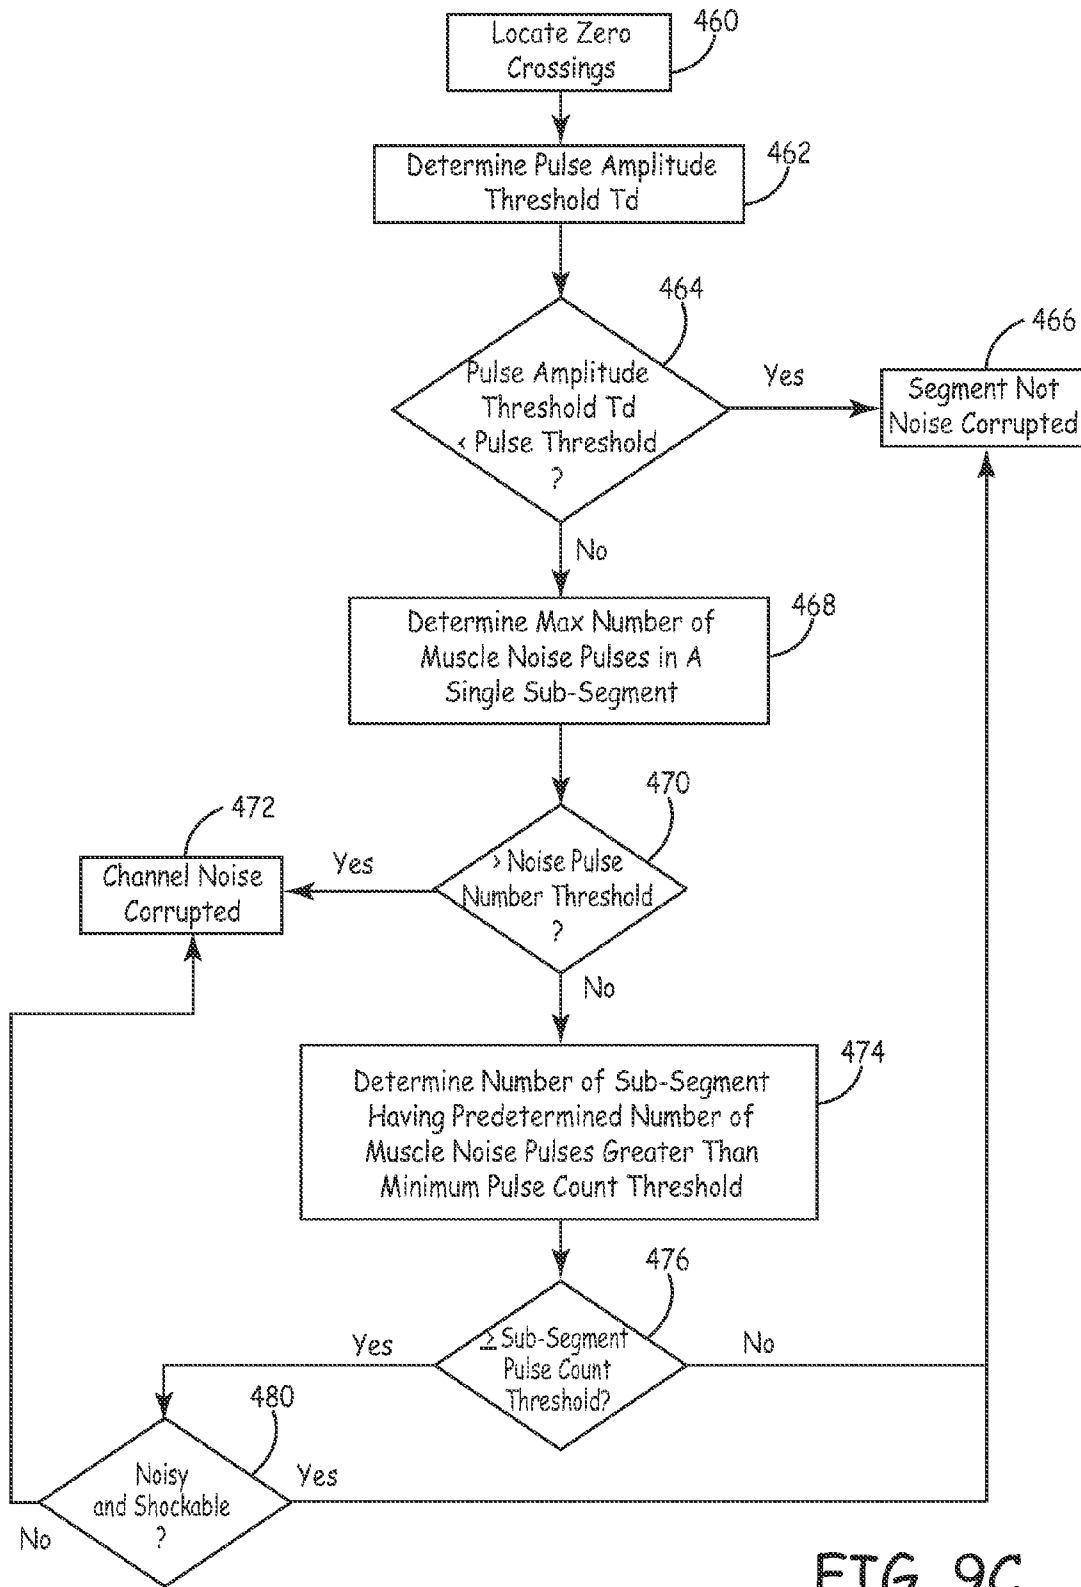 Locate Zero
Crossings
460
Determine Pulse Amplitude
Threshold Td
462
464
Pulse Amplitude
Threshold Td
< Pulse Threshold
?
Yes
466
Segment Not
Noise Corrupted
No
468
Determine Max Number of
Muscle Noise Pulses in A
Single Sub-Segment
470
> Noise Pulse
Number Threshold
?
Yes
472
Channel Noise
Corrupted
No
474
Determine Number of Sub-Segment
Having Predetermined Number of
Muscle Noise Pulses Greater Than
Minimum Pulse Count Threshold
476
≥ Sub-Segment
Pulse Count
Threshold?
Yes
No
480
Noisy
and Shockable
?
Yes
No
FIG. 9C